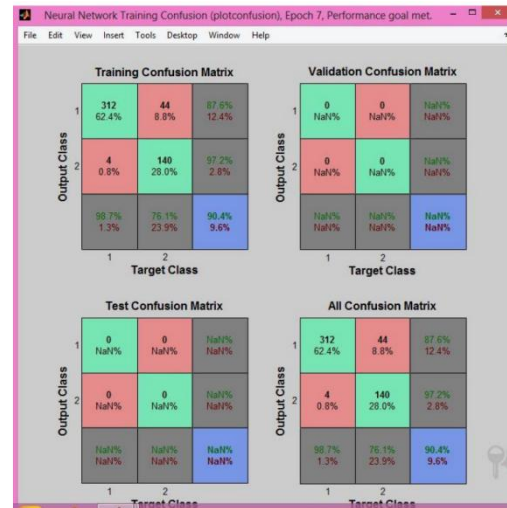 Neural Network Training Confusion (plotconfusion), Epoch 7, Performance goal met.
File Edit View Insert Tools Desktop Window Help
Training Confusion Matrix
1 312 44 87.6%
62.4% 8.8% 12.4%
2 4 140 97.2%
0.8% 28.0% 2.8%
98.7% 76.1% 90.4%
1.3% 23.9% 9.6%
1 2
Output Class
Target Class
Validation Confusion Matrix
1 0 0 NaN%
NaN% NaN% NaN%
2 0 0 NaN%
NaN% NaN% NaN%
NaN% NaN% NaN%
NaN% NaN% NaN%
1 2
Output Class
Target Class
Test Confusion Matrix
1 0 0 NaN%
NaN% NaN% NaN%
2 0 0 NaN%
NaN% NaN% NaN%
NaN% NaN% NaN%
NaN% NaN% NaN%
1 2
Output Class
Target Class
All Confusion Matrix
1 312 44 87.6%
62.4% 8.8% 12.4%
2 4 140 97.2%
0.8% 28.0% 2.8%
98.7% 76.1% 90.4%
1.3% 23.9% 9.6%
1 2
Output Class
Target Class